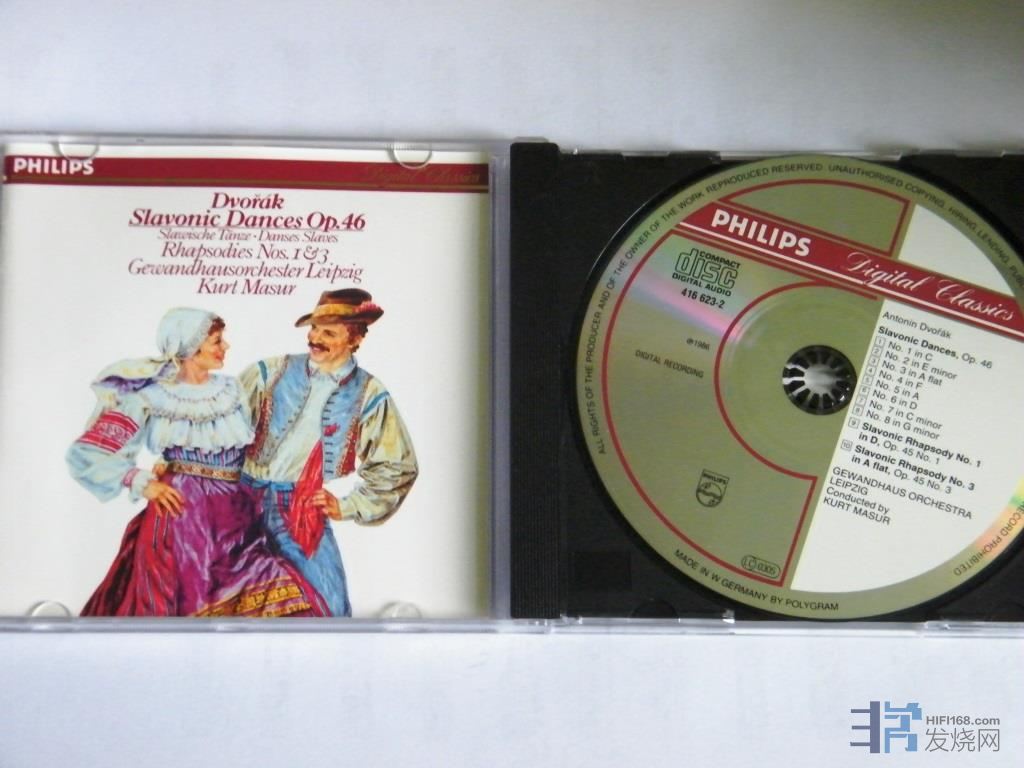 PHILIPS
Digital Classics
Dvořák
Slavonic Dances Op.46
Slawische Tänze · Danses Slaves
Rhapsodies Nos. 1 & 3
Gewandhausorchester Leipzig
Kurt Masur
ALL RIGHTS OF THE PRODUCER AND OF THE OWNER OF THE WORK REPRODUCED RESERVED. UNAUTHORISED COPYING, HIRING, LENDING, PUBLIC
RECORD PROHIBITED
PHILIPS
Digital Classics
COMPACT
disc
DIGITAL AUDIO
416 623-2
℗1986
DIGITAL RECORDING
Antonín Dvořák
Slavonic Dances, Op. 46
1 No. 1 in C
2 No. 2 in E minor
3 No. 3 in A flat
4 No. 4 in F
5 No. 5 in A
6 No. 6 in D
7 No. 7 in C minor
8 No. 8 in G minor
9 Slavonic Rhapsody No. 1
in D, Op. 45 No. 1
10 Slavonic Rhapsody No. 3
in A flat, Op. 45 No. 3
GEWANDHAUS ORCHESTRA
LEIPZIG
Conducted by
KURT MASUR
PHILIPS
LC 0305
MADE IN W GERMANY BY POLYGRAM
HIFI168.com
发烧网